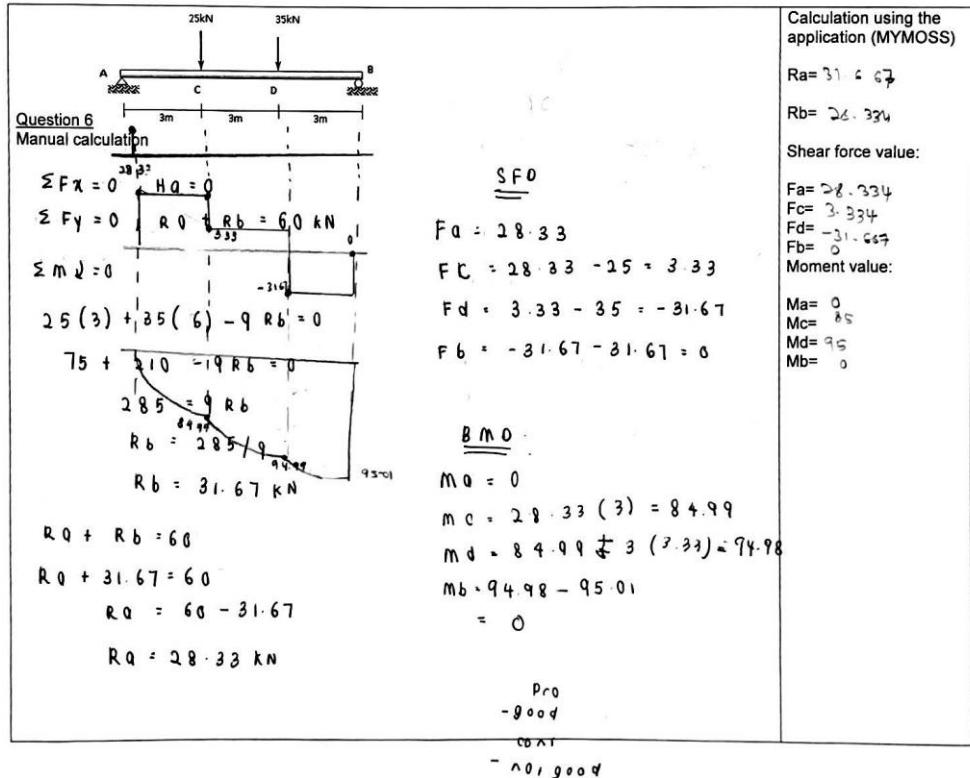 25kN 35kN
A B
C D
3m 3m 3m
Question 6
Manual calculation
28.33
ΣFx = 0 Ha = 0
ΣFy = 0 Ra + Rb = 60 kN
3.33
0
Σmd = 0
-31.67
25(3) + 35(6) - 9 Rb = 0
75 + 210 - 9 Rb = 0
285 = 9 Rb
84.99
Rb = 285/9
94.99
95.01
Rb = 31.67 kN
Ra + Rb = 60
Ra + 31.67 = 60
Ra = 60 - 31.67
Ra = 28.33 kN
SFD
Fa = 28.33
Fc = 28.33 - 25 = 3.33
Fd = 3.33 - 35 = -31.67
Fb = -31.67 - 31.67 = 0
BMD
ma = 0
mc = 28.33 (3) = 84.99
md = 84.99 + 3 (3.33) = 94.98
mb = 94.98 - 95.01
= 0
pro
- good
cont
- not good
Calculation using the
application (MYMOSS)
Ra= 31.667
Rb= 28.334
Shear force value:
Fa= 28.334
Fc= 3.334
Fd= -31.667
Fb= 0
Moment value:
Ma= 0
Mc= 85
Md= 95
Mb= 0